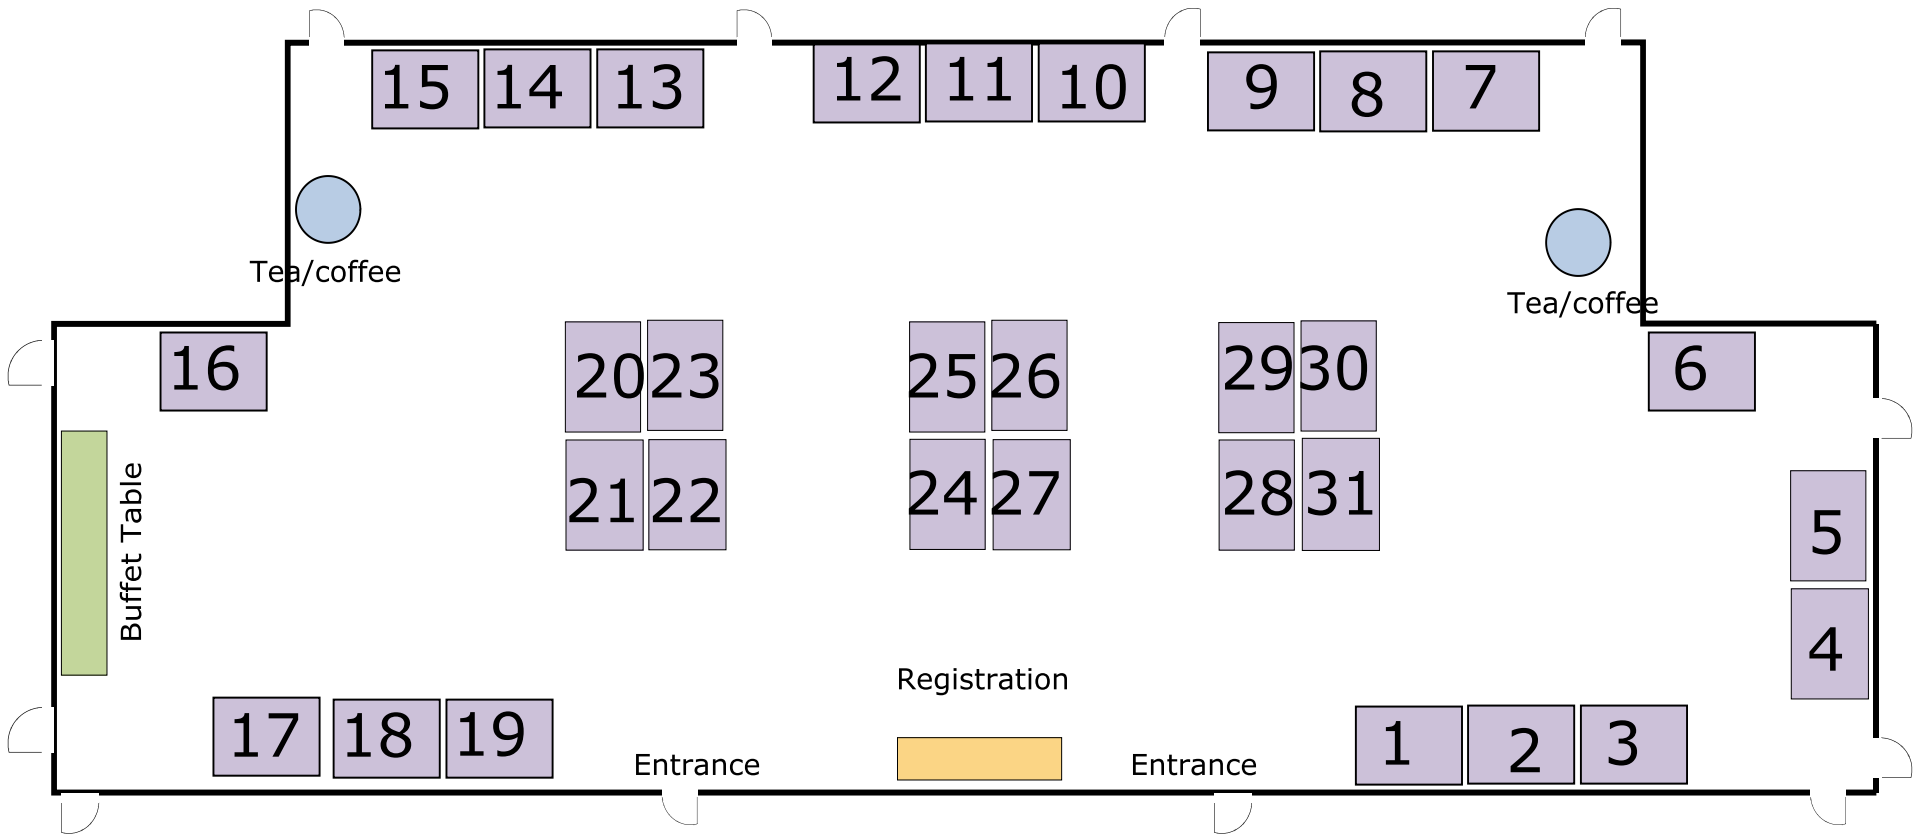 15 14 13 12 11 10 9 8 7
Tea/coffee
Tea/coffee
16 20 23 25 26 29 30 6
Buffet Table
21 22 24 27 28 31 5
4
Registration
17 18 19 1 2 3
Entrance
Entrance